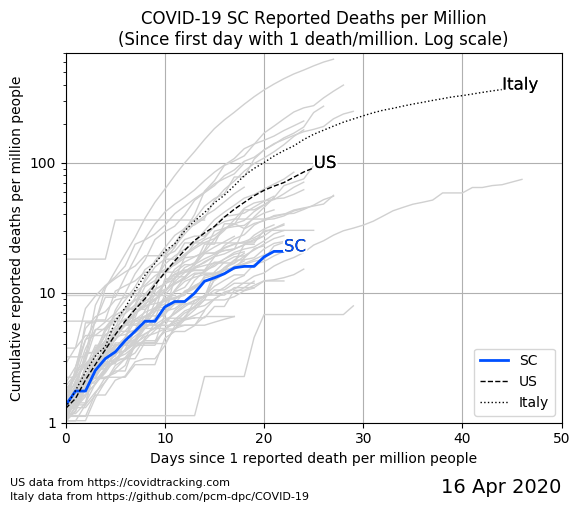 COVID-19 SC Reported Deaths per Million
(Since first day with 1 death/million. Log scale)
Cumulative reported deaths per million people
100
10
1
Italy
US
SC
SC
US
Italy
0 10 20 30 40 50
Days since 1 reported death per million people
US data from https://covidtracking.com
Italy data from https://github.com/pcm-dpc/COVID-19
16 Apr 2020